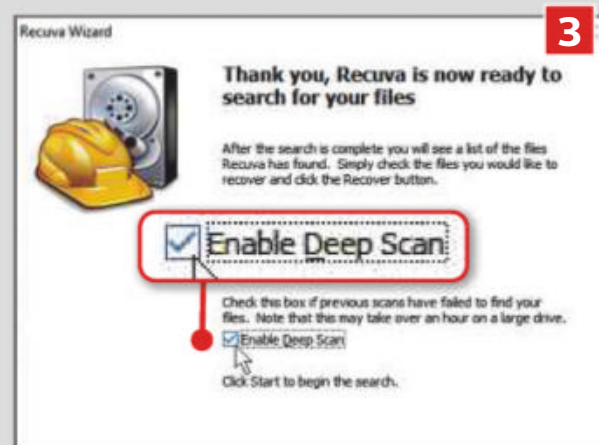 Recuva Wizard
3
Thank you, Recuva is now ready to
search for your files
After the search is complete you will see a list of the files
Recuva has found. Simply check the files you would like to
recover and click the Recover button.
Enable Deep Scan
Check this box if previous scans have failed to find your
files. Note that this may take over an hour on a large drive.
Enable Deep Scan
Click Start to begin the search.